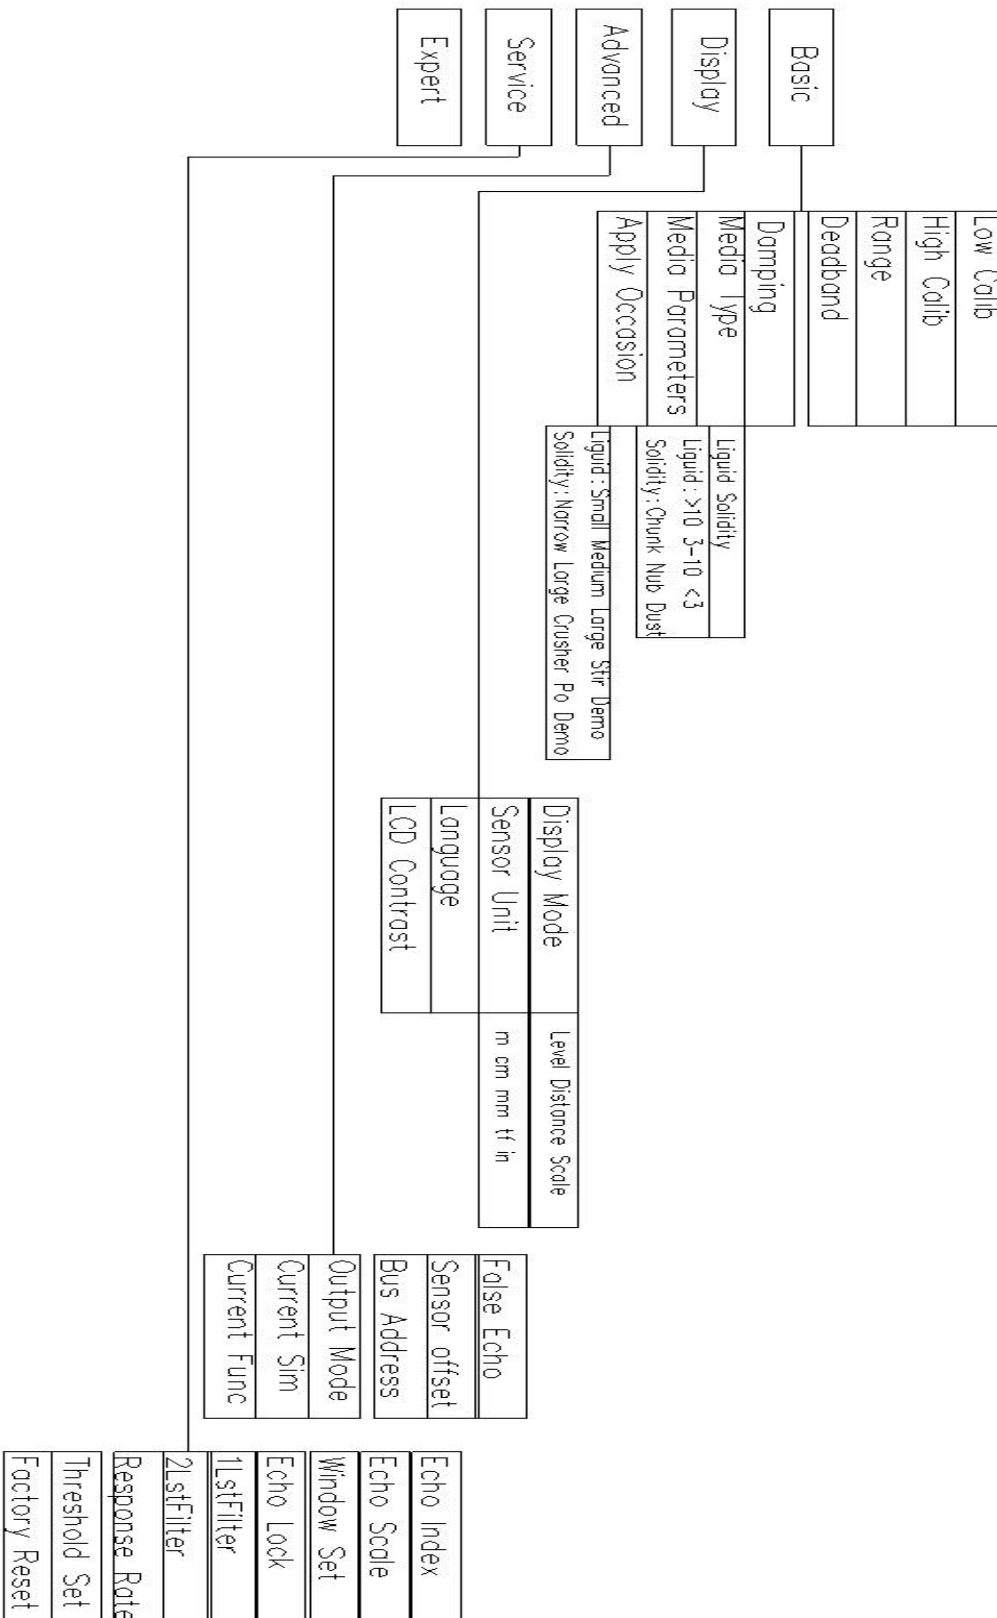 Basic
Display
Advanced
Service
Expert
Low Calib
High Calib
Range
Deadband
Damping
Media Type
Media Parameters
Apply Occasion
Liquid Solidity
Liguid: >10 3-10 <3
Solidity: Chunk Nub Dust
Liguid: Small Medium Large Stir Demo
Solidity: Narrow Large Crusher Po Demo
Display Mode
Sensor Unit
Language
LCD Contrast
Level Distance Scale
m cm mm tf in
False Echo
Sensor offset
Bus Address
Output Mode
Current Sim
Current Func
Echo Index
Echo Scale
Window Set
Echo Lock
1LstFilter
2LstFilter
Response Rate
Threshold Set
Factory Reset